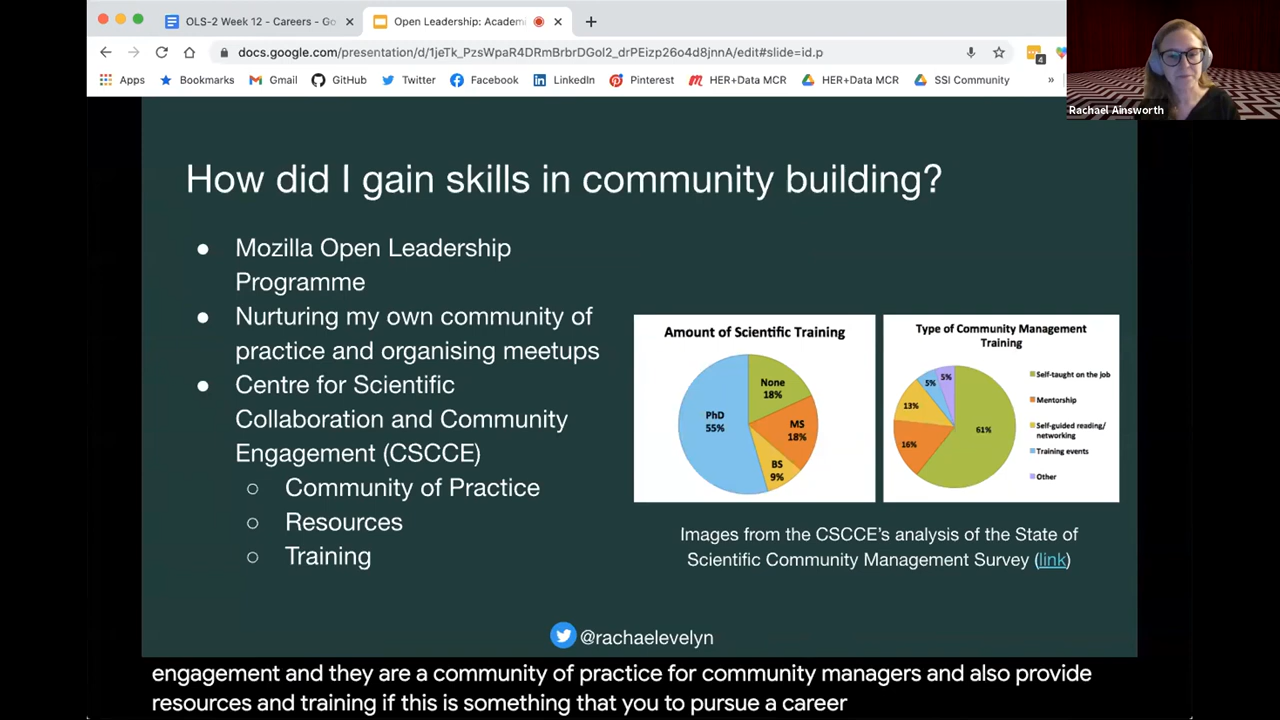 OLS-2 Week 12 - Careers - Go
Open Leadership: Academi
docs.google.com/presentation/d/1jeTk_PzsWpaR4DRmBrbrDGoI2_drPEizp26o4d8jnnA/edit#slide=id.p
4
Apps
Bookmarks
Gmail
GitHub
Twitter
Facebook
LinkedIn
Pinterest
HER+Data MCR
HER+Data MCR
SSI Community
»
Rachael Ainsworth
How did I gain skills in community building?
● Mozilla Open Leadership
Programme
● Nurturing my own community of
practice and organising meetups
● Centre for Scientific
Collaboration and Community
Engagement (CSCCE)
○ Community of Practice
○ Resources
○ Training
Amount of Scientific Training
None
18%
PhD
55%
MS
18%
BS
9%
Type of Community Management
Training
5%
5%
13%
16%
61%
Self-taught on the job
Mentorship
Self-guided reading/
networking
Training events
Other
Images from the CSCCE's analysis of the State of
Scientific Community Management Survey (link)
@rachaelevelyn
engagement and they are a community of practice for community managers and also provide
resources and training if this is something that you to pursue a career